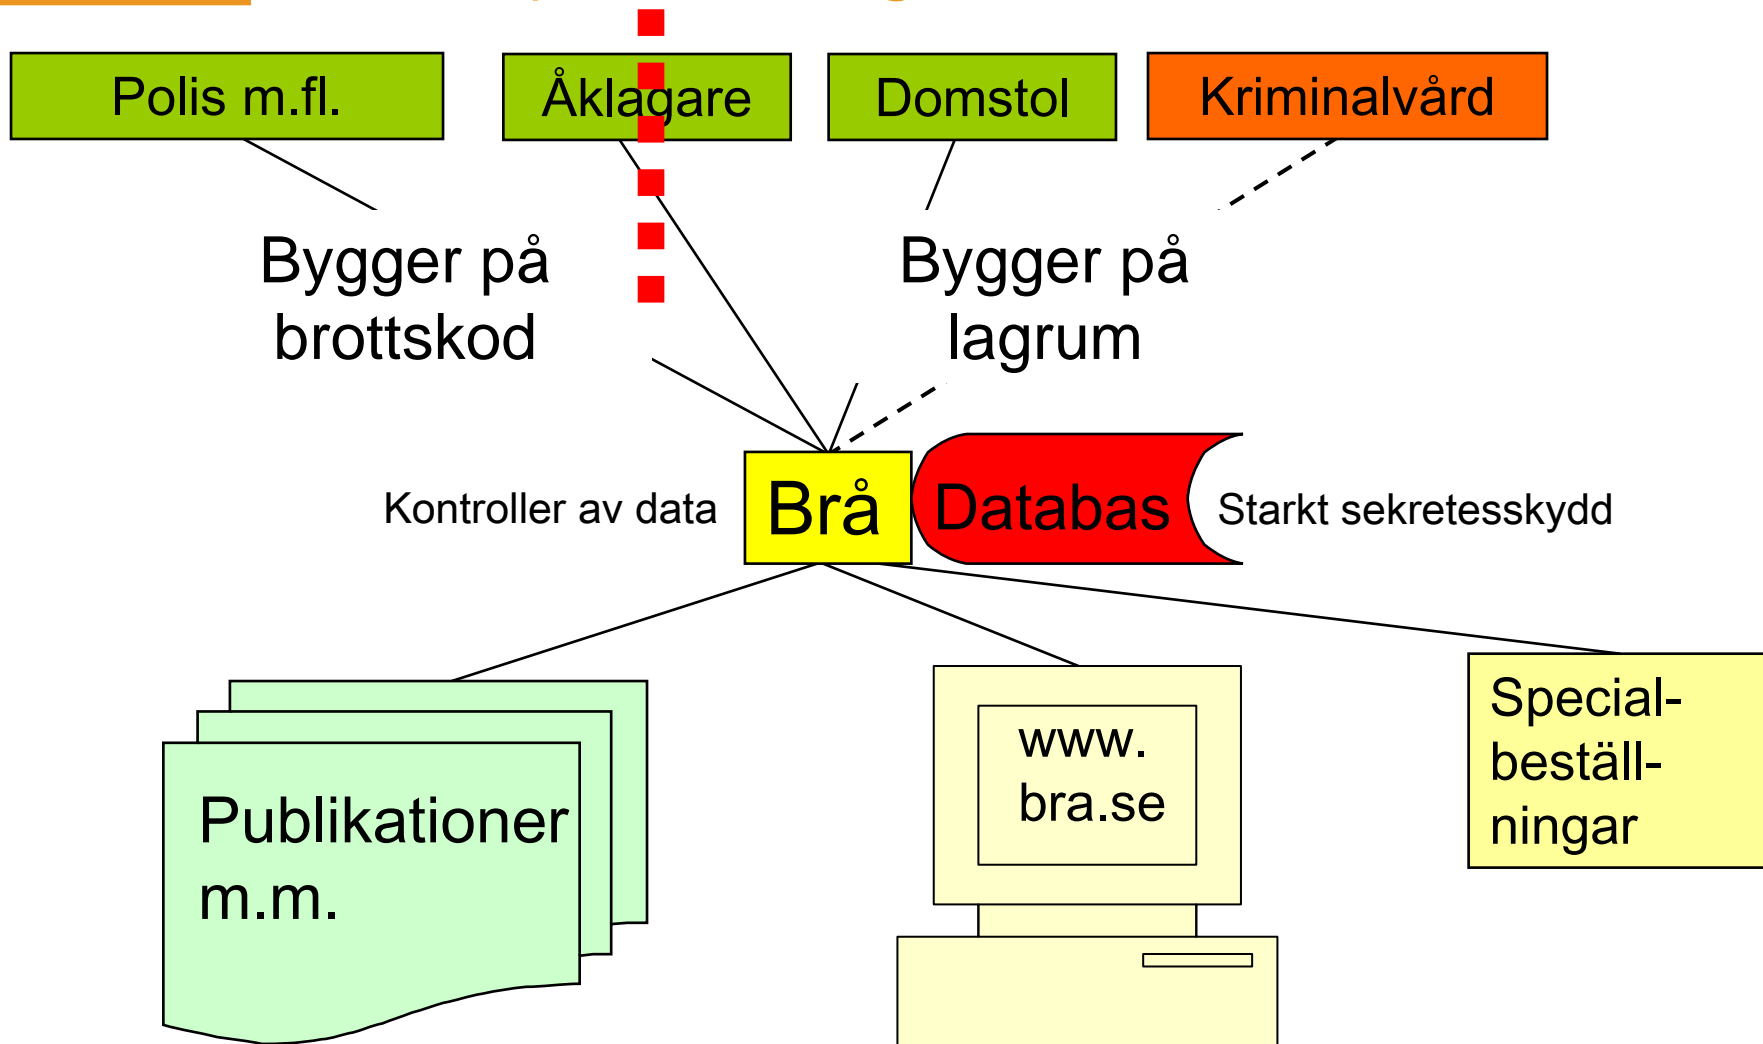 Polis m.fl.
Åklagare
Domstol
Kriminalvård
Bygger på
brottskod
Bygger på
lagrum
Kontroller av data
Brå
Databas
Starkt sekretesskydd
Publikationer
m.m.
www.
bra.se
Special-
beställ-
ningar